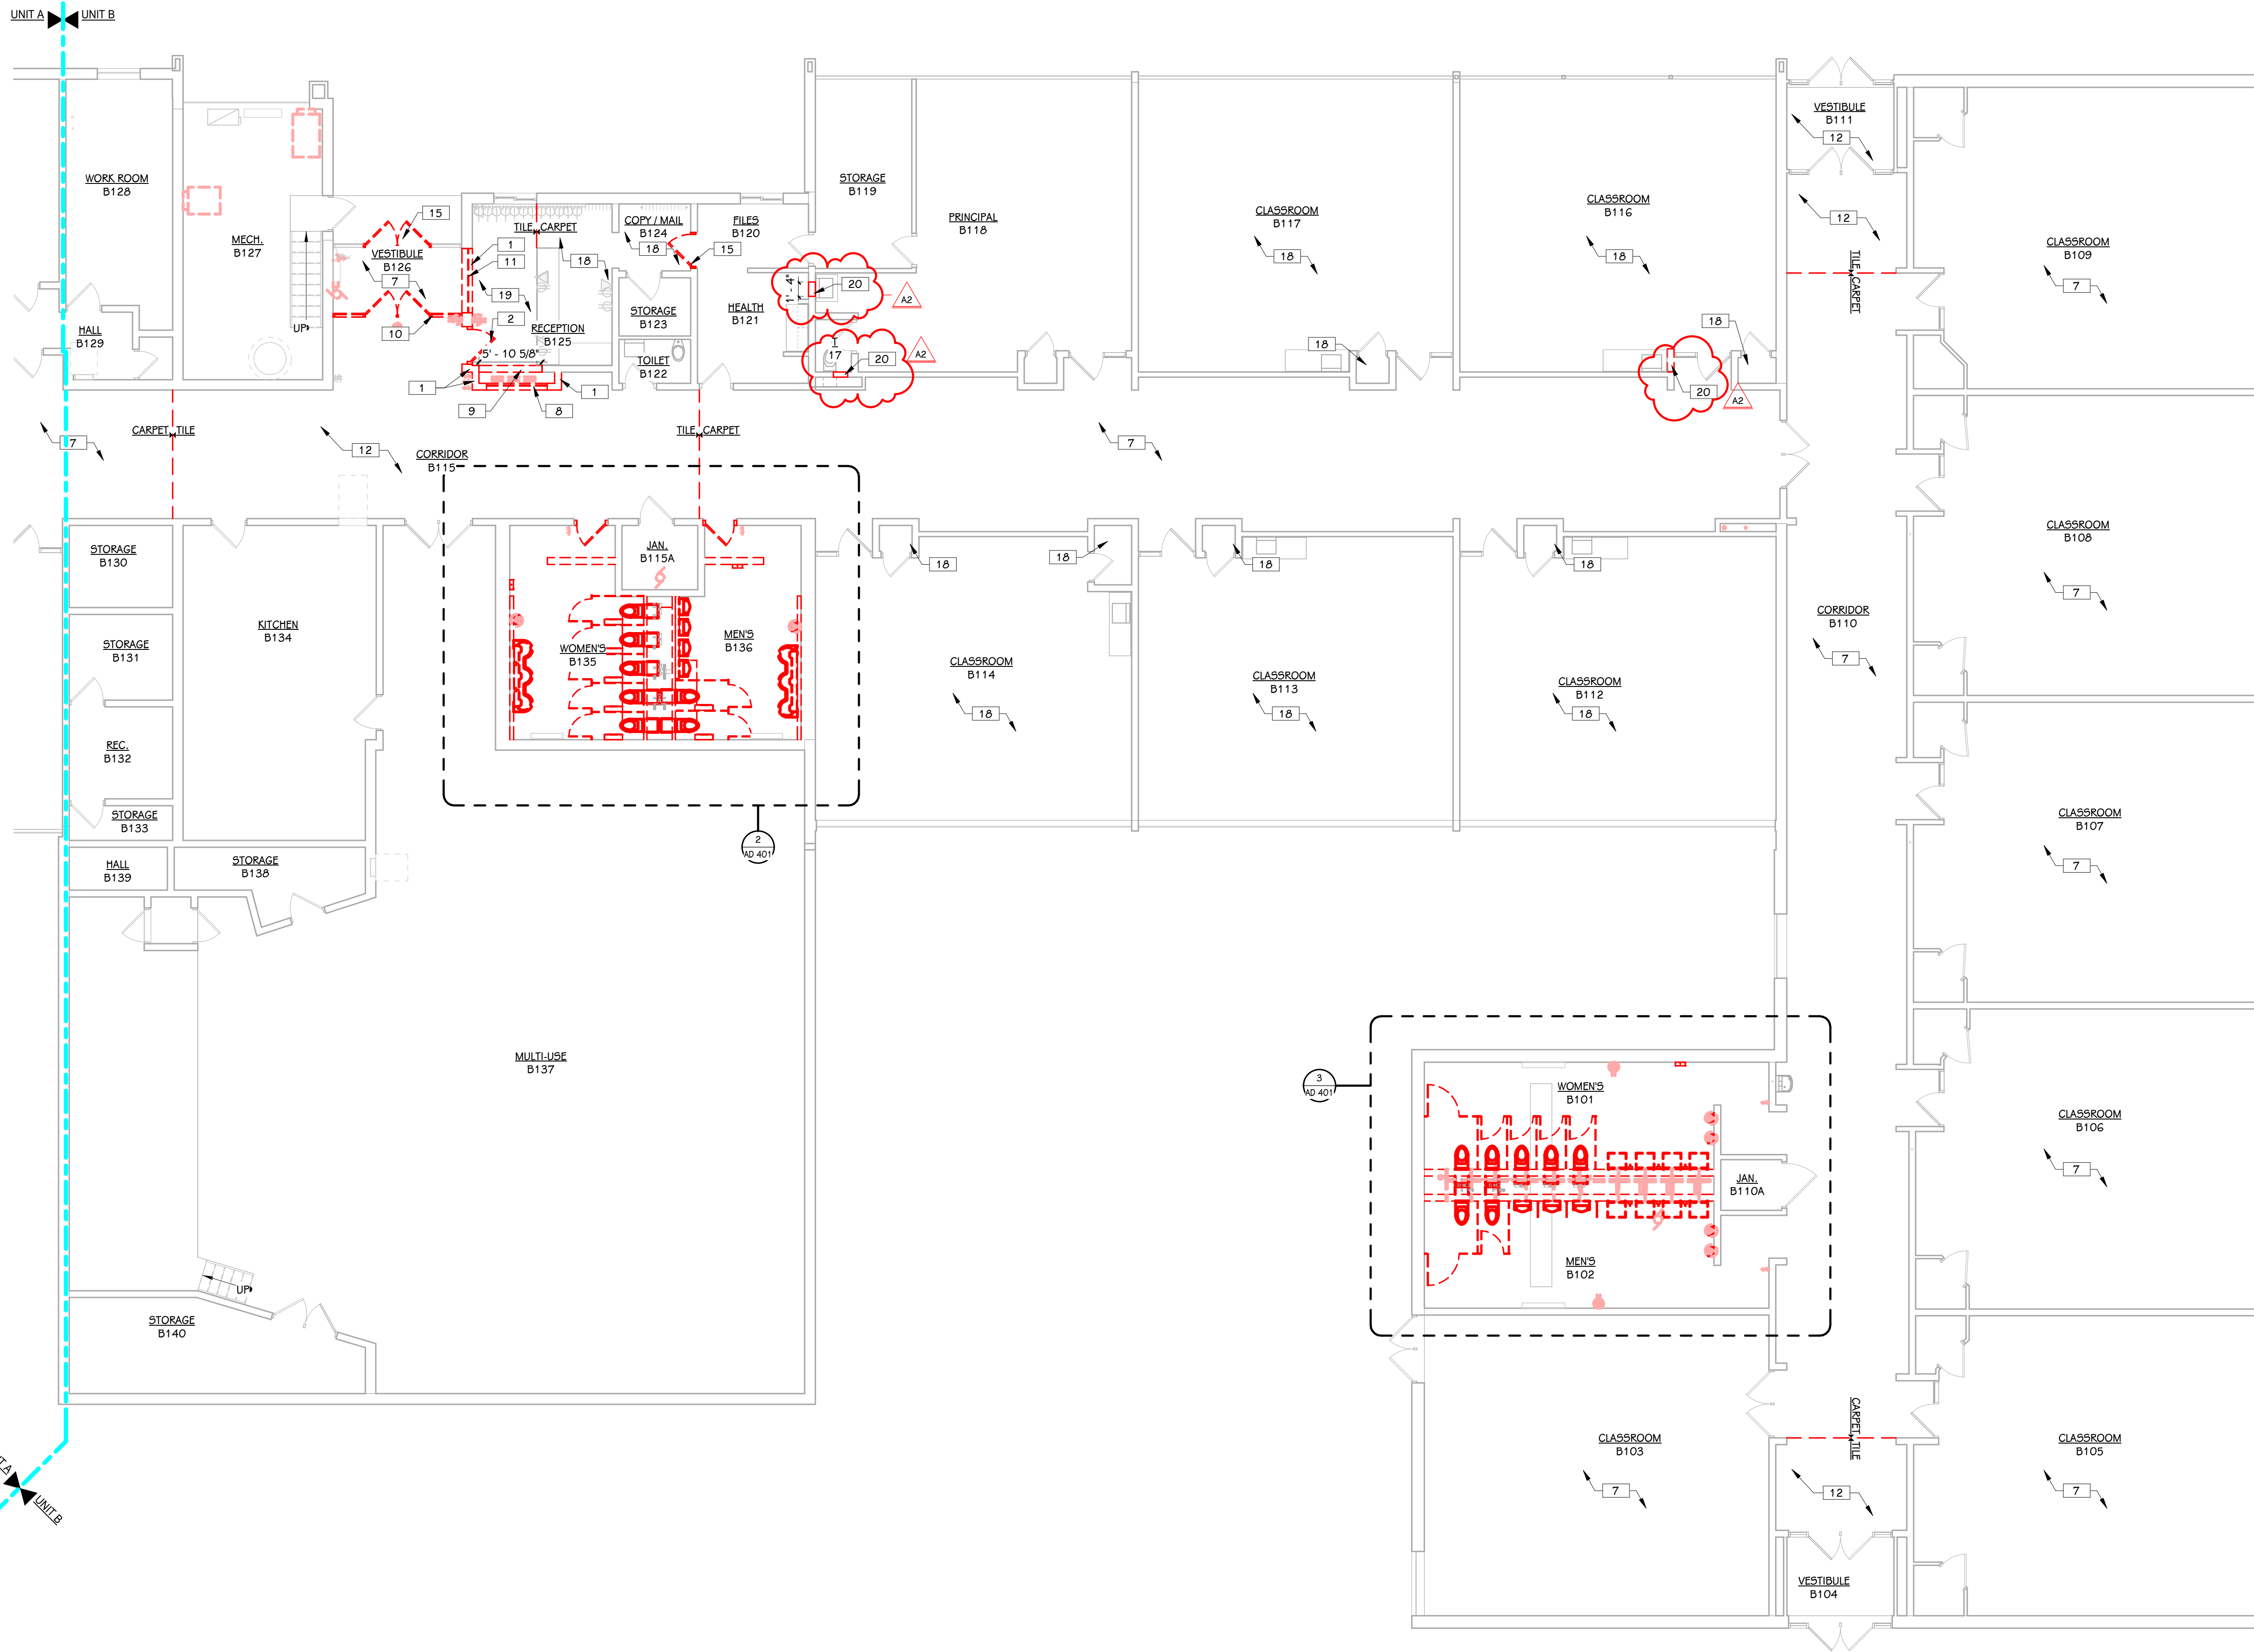 UNIT A
UNIT B
WORK ROOM
B128
MECH.
B127
UP
HALL
B129
15
VESTIBULE
B126
7
10
1
11
19
2
TILE
CARPET
18
RECEPTION
B125
5' - 10 5/8"
1
9
8
1
COPY / MAIL
B124
18
15
STORAGE
B123
TOILET
B122
FILES
B120
HEALTH
B121
1' - 4"
20
A2
17
20
A2
STORAGE
B119
PRINCIPAL
B118
CLASSROOM
B117
18
18
CLASSROOM
B116
18
18
20
A2
VESTIBULE
B111
12
12
TILE
CARPET
CLASSROOM
B109
7
7
CARPET
TILE
12
CORRIDOR
B115
TILE
CARPET
7
CLASSROOM
B108
7
STORAGE
B130
STORAGE
B131
REC.
B132
STORAGE
B133
HALL
B139
STORAGE
B138
KITCHEN
B134
JAN.
B115A
WOMEN'S
B135
MEN'S
B136
2
AD 401
18
18
CLASSROOM
B114
18
18
CLASSROOM
B113
18
18
CLASSROOM
B112
18
CORRIDOR
B110
7
CLASSROOM
B107
7
MULTI-USE
B137
UP
STORAGE
B140
3
AD 401
WOMEN'S
B101
JAN.
B110A
MEN'S
B102
CLASSROOM
B106
7
CLASSROOM
B103
7
CARPET
TILE
12
CLASSROOM
B105
7
VESTIBULE
B104
UNIT B